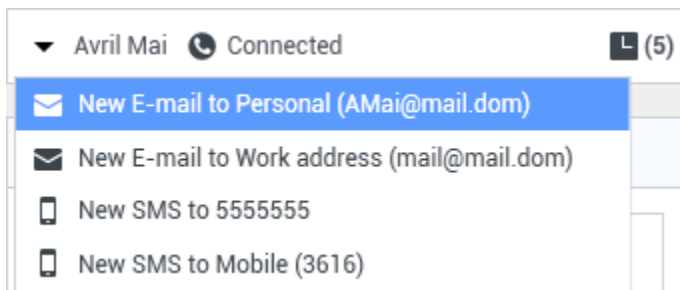 Avril Mai Connected (5)
New E-mail to Personal (AMai@mail.dom)
New E-mail to Work address (mail@mail.dom)
New SMS to 5555555
New SMS to Mobile (3616)